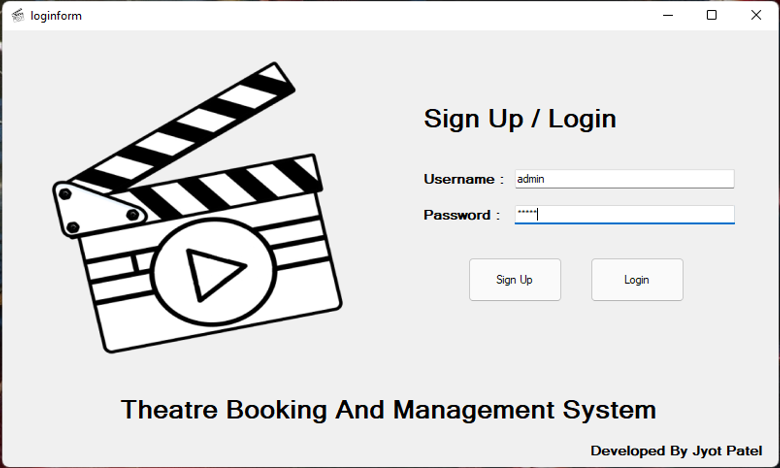 loginform
Sign Up / Login
Username : admin
Password : *****
Sign Up Login
Theatre Booking And Management System
Developed By Jyot Patel